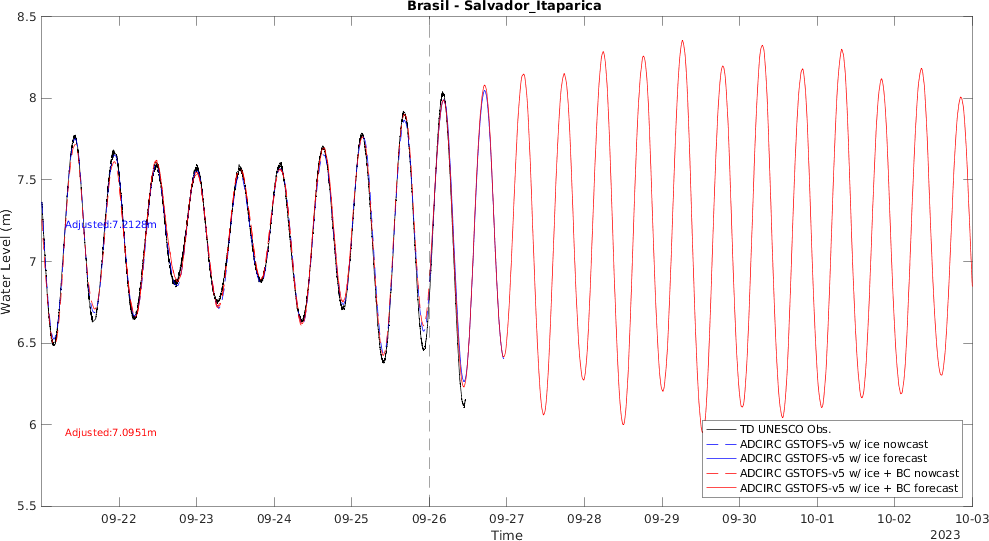 Brasil - Salvador_Itaparica
Water Level (m)
8.5
8
7.5
7
6.5
6
5.5
Adjusted:7.2128m
Adjusted:7.0951m
TD UNESCO Obs.
ADCIRC GSTOFS-v5 w/ ice nowcast
ADCIRC GSTOFS-v5 w/ ice forecast
ADCIRC GSTOFS-v5 w/ ice + BC nowcast
ADCIRC GSTOFS-v5 w/ ice + BC forecast
09-22 09-23 09-24 09-25 09-26 09-27 09-28 09-29 09-30 10-01 10-02 10-03
Time
2023